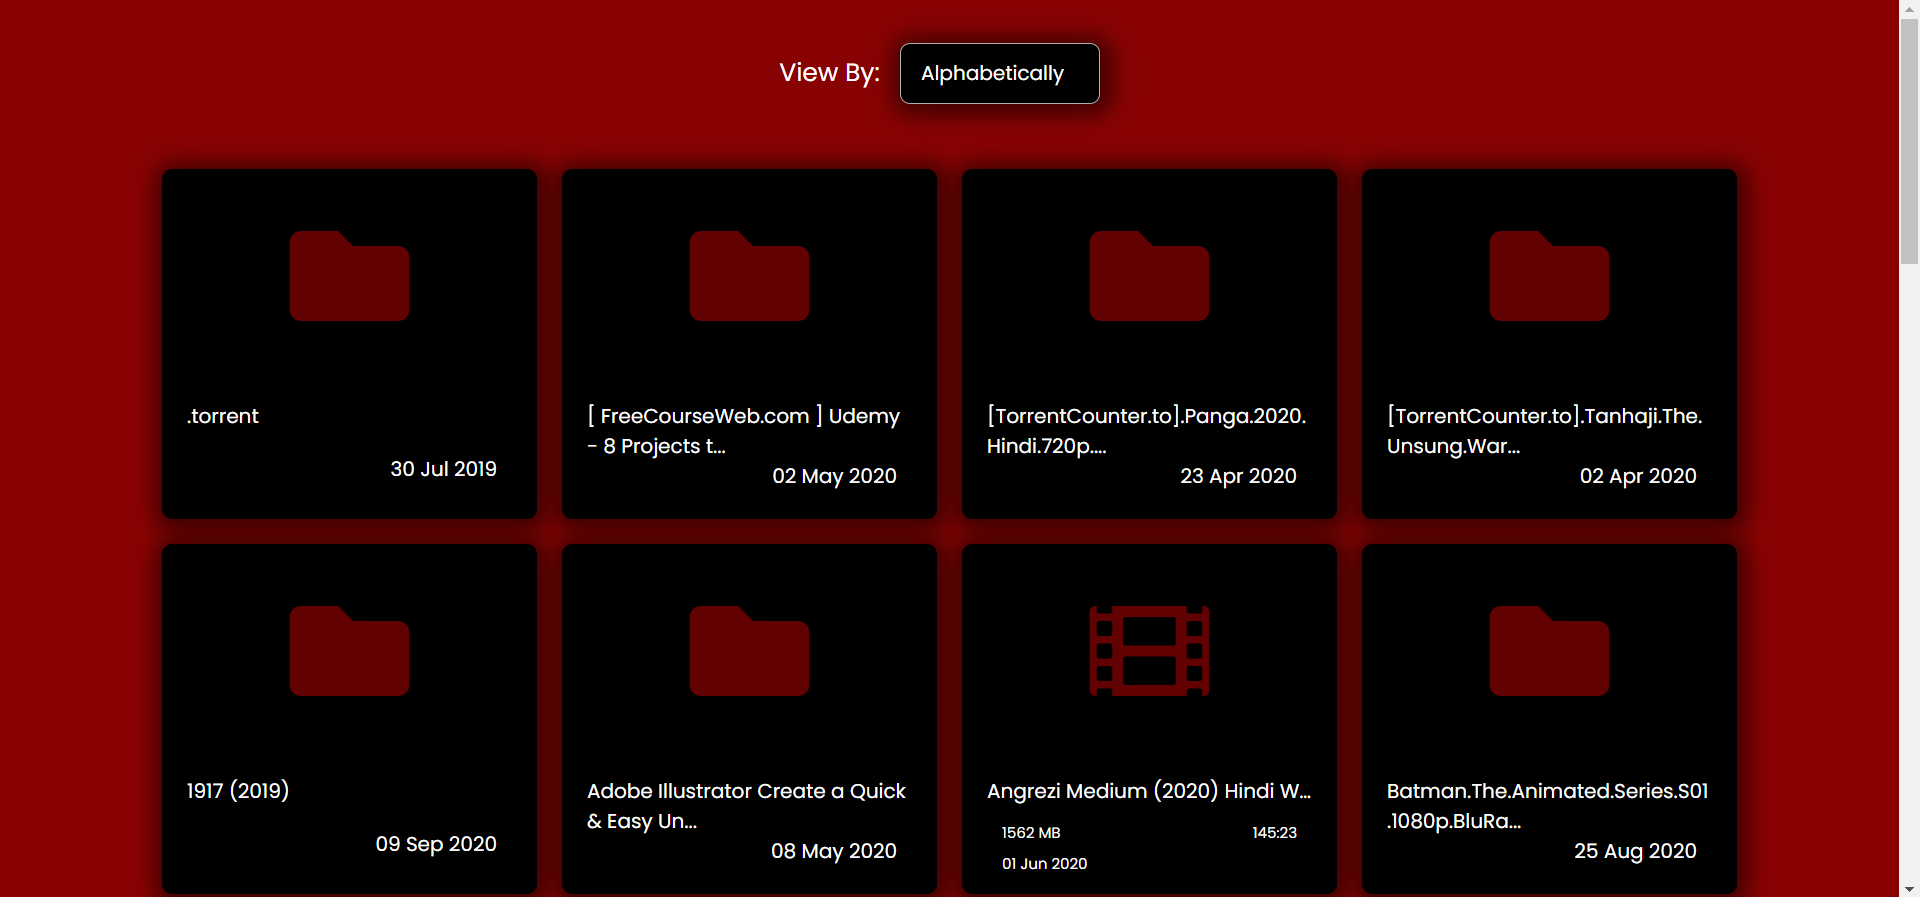 View By: Alphabetically
.torrent
30 Jul 2019
[ FreeCourseWeb.com ] Udemy
- 8 Projects t...
02 May 2020
[TorrentCounter.to].Panga.2020.
Hindi.720p....
23 Apr 2020
[TorrentCounter.to].Tanhaji.The.
Unsung.War...
02 Apr 2020
1917 (2019)
09 Sep 2020
Adobe Illustrator Create a Quick
& Easy Un...
08 May 2020
Angrezi Medium (2020) Hindi W...
1562 MB 145:23
01 Jun 2020
Batman.The.Animated.Series.S01
.1080p.BluRa...
25 Aug 2020